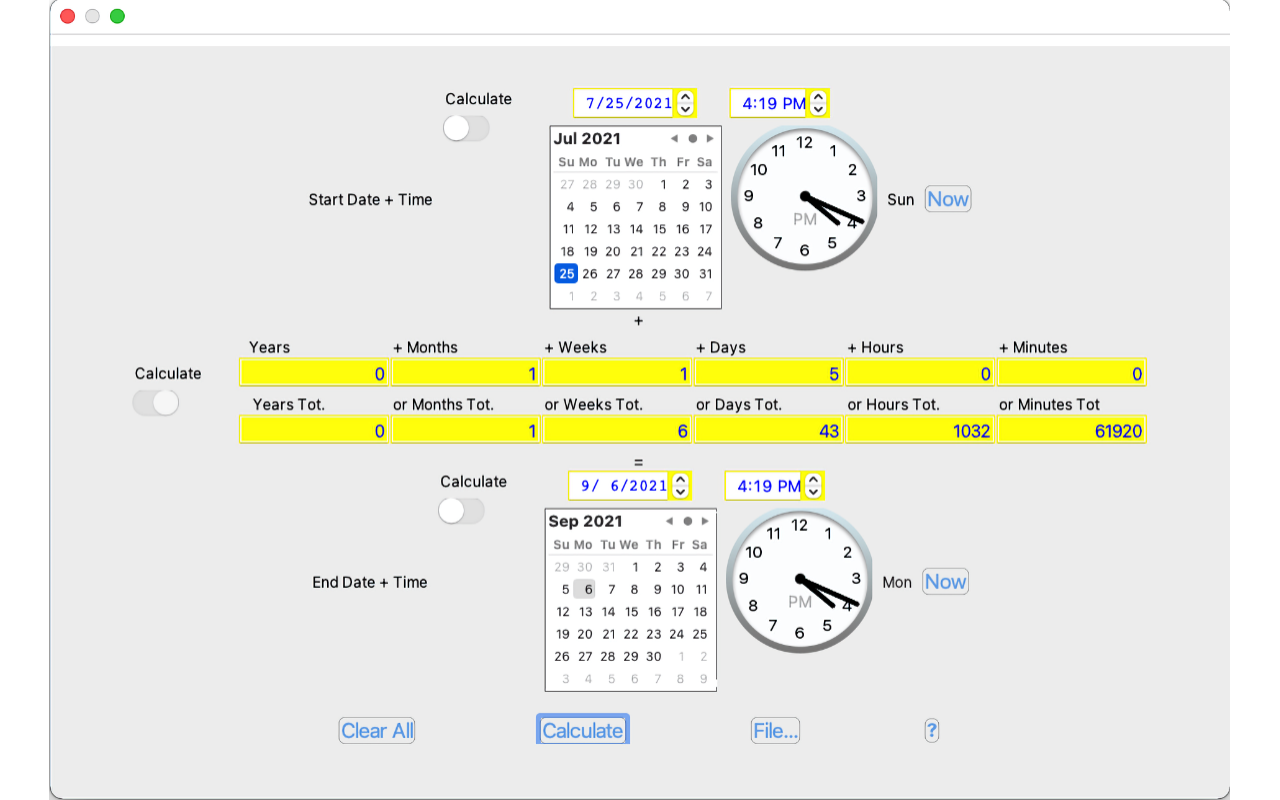 Calculate 7/25/2021 4:19 PM
Jul 2021
Su Mo Tu We Th Fr Sa
27 28 29 30 1 2 3
4 5 6 7 8 9 10
11 12 13 14 15 16 17
18 19 20 21 22 23 24
25 26 27 28 29 30 31
1 2 3 4 5 6 7
12 1 2 3 4 5 6 7 8 9 10 11
PM
Start Date + Time
Sun Now
+
Years + Months + Weeks + Days + Hours + Minutes
Calculate
0 1 1 5 0 0
Years Tot. or Months Tot. or Weeks Tot. or Days Tot. or Hours Tot. or Minutes Tot
0 1 6 43 1032 61920
=
Calculate 9/ 6/2021 4:19 PM
Sep 2021
Su Mo Tu We Th Fr Sa
29 30 31 1 2 3 4
5 6 7 8 9 10 11
12 13 14 15 16 17 18
19 20 21 22 23 24 25
26 27 28 29 30 1 2
3 4 5 6 7 8 9
12 1 2 3 4 5 6 7 8 9 10 11
PM
End Date + Time
Mon Now
Clear All Calculate File... ?